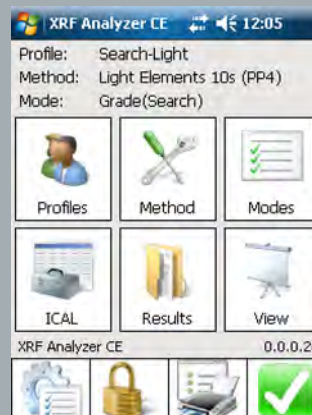 XRF Analyzer CE 12:05
Profile: Search-Light
Method: Light Elements 10s (PP4)
Mode: Grade(Search)
Profiles Method Modes
ICAL Results View
XRF Analyzer CE 0.0.0.2